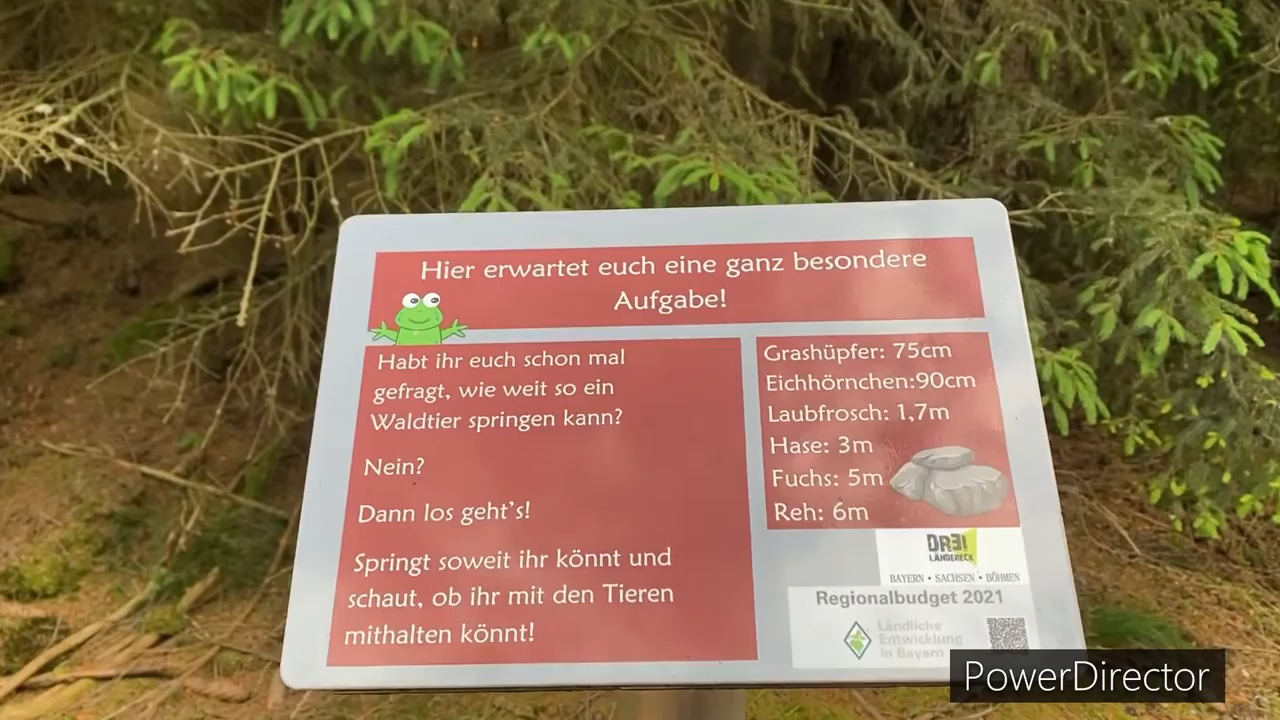 Hier erwartet euch eine ganz besondere
Aufgabe!
Habt ihr euch schon mal
gefragt, wie weit so ein
Waldtier springen kann?
Nein?
Dann los geht's!
Springt soweit ihr könnt und
schaut, ob ihr mit den Tieren
mithalten könnt!
Grashüpfer: 75cm
Eichhörnchen:90cm
Laubfrosch: 1,7m
Hase: 3m
Fuchs: 5m
Reh: 6m
DR3!
LÄNDERECK
BAYERN • SACHSEN • BÖHMEN
Regionalbudget 2021
Ländliche
Entwicklung
in Bayern
PowerDirector